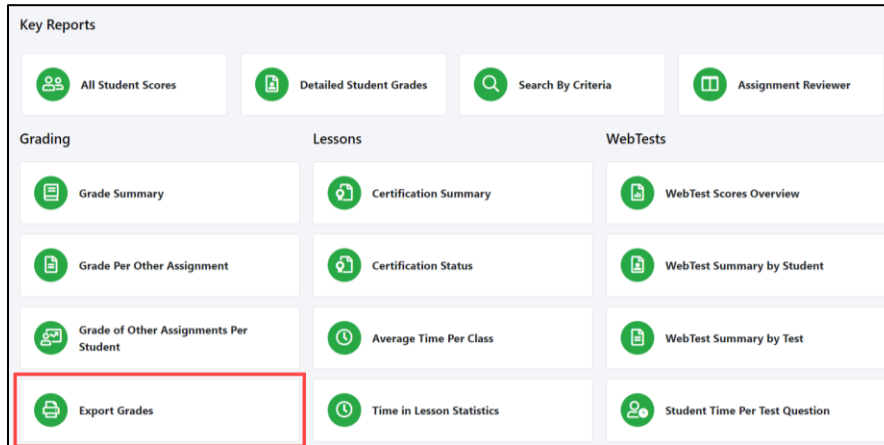 Key Reports
All Student Scores
Detailed Student Grades
Search By Criteria
Assignment Reviewer
Grading
Lessons
WebTests
Grade Summary
Certification Summary
WebTest Scores Overview
Grade Per Other Assignment
Certification Status
WebTest Summary by Student
Grade of Other Assignments Per
Student
Average Time Per Class
WebTest Summary by Test
Export Grades
Time in Lesson Statistics
Student Time Per Test Question